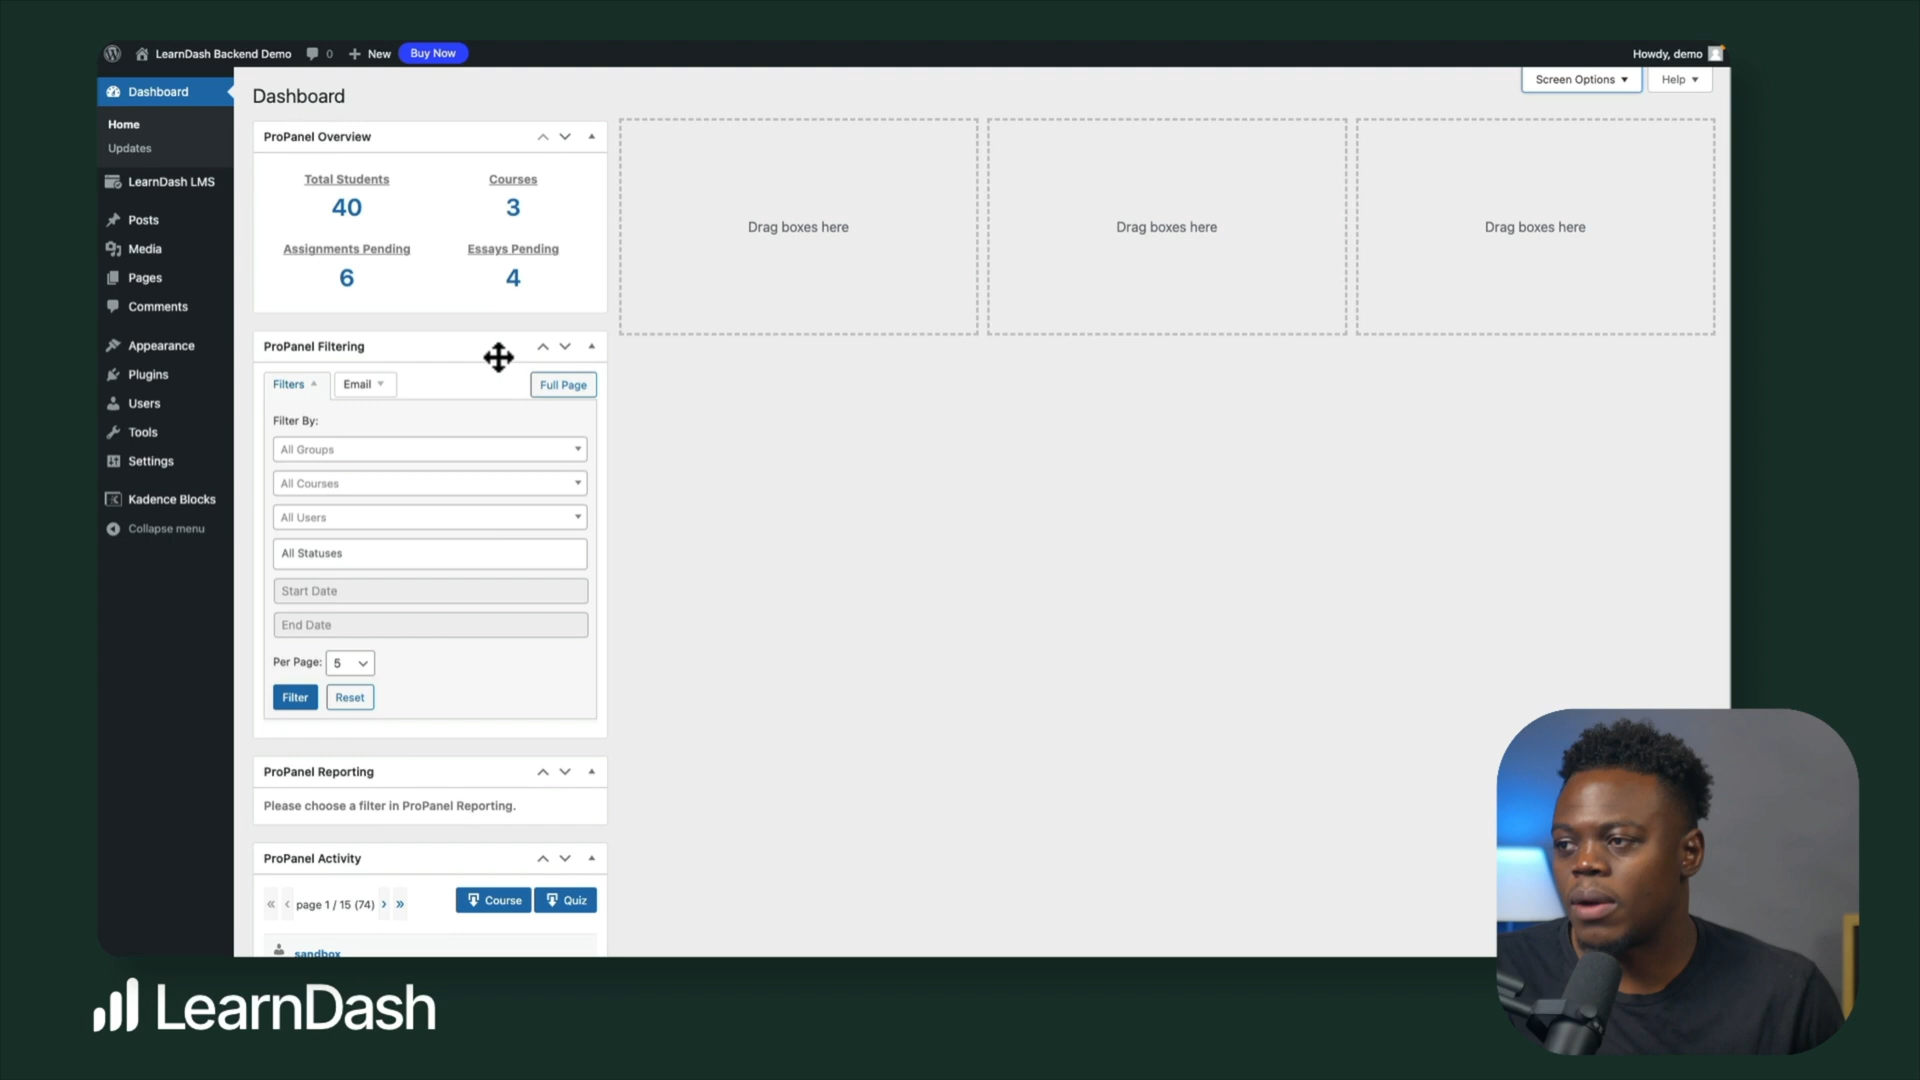 LearnDash Backend Demo 0 + New Buy Now Howdy, demo
Screen Options ▼ Help ▼
Dashboard
Home
Updates
LearnDash LMS
Posts
Media
Pages
Comments
Appearance
Plugins
Users
Tools
Settings
Kadence Blocks
Collapse menu
Dashboard
ProPanel Overview
Total Students Courses
40 3
Assignments Pending Essays Pending
6 4
Drag boxes here Drag boxes here Drag boxes here
ProPanel Filtering
Filters Email Full Page
Filter By:
All Groups
All Courses
All Users
All Statuses
Start Date
End Date
Per Page: 5
Filter Reset
ProPanel Reporting
Please choose a filter in ProPanel Reporting.
ProPanel Activity
« ‹ page 1 / 15 (74) › » Course Quiz
sandbox
LearnDash